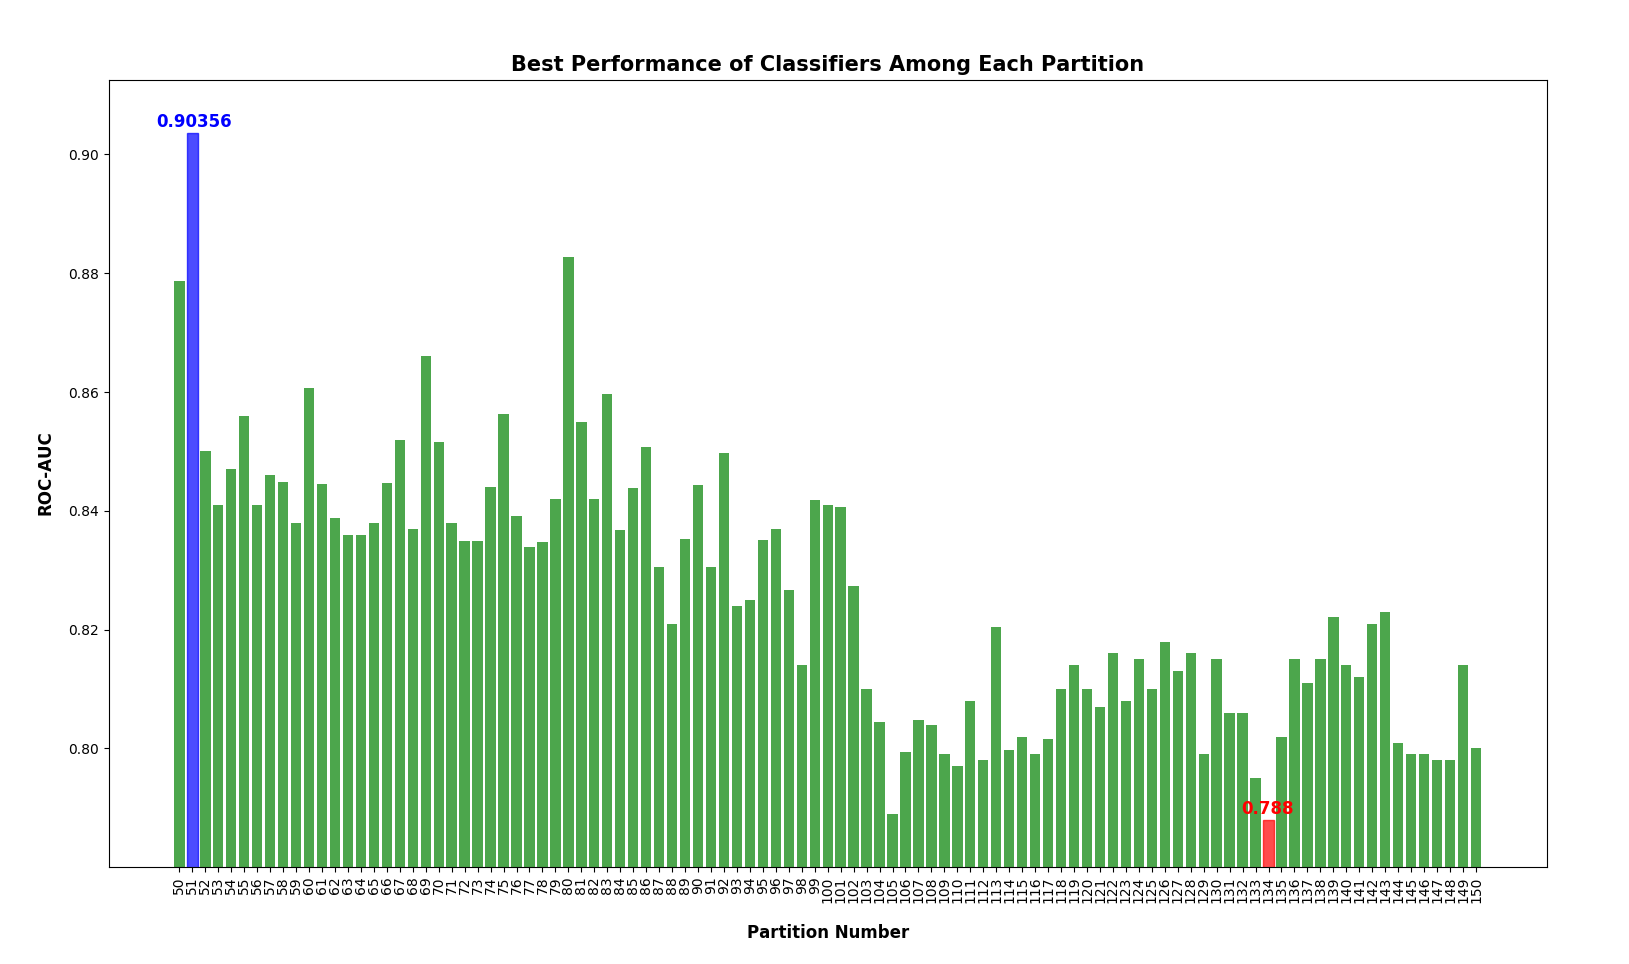 Best Performance of Classifiers Among Each Partition
0.90356
0.90
0.88
0.86
0.84
0.82
0.80
ROC-AUC
0.788
50 51 52 53 54 55 56 57 58 59 60 61 62 63 64 65 66 67 68 69 70 71 72 73 74 75 76 77 78 79 80 81 82 83 84 85 86 87 88 89 90 91 92 93 94 95 96 97 98 99 100 101 102 103 104 105 106 107 108 109 110 111 112 113 114 115 116 117 118 119 120 121 122 123 124 125 126 127 128 129 130 131 132 133 134 135 136 137 138 139 140 141 142 143 144 145 146 147 148 149 150
Partition Number